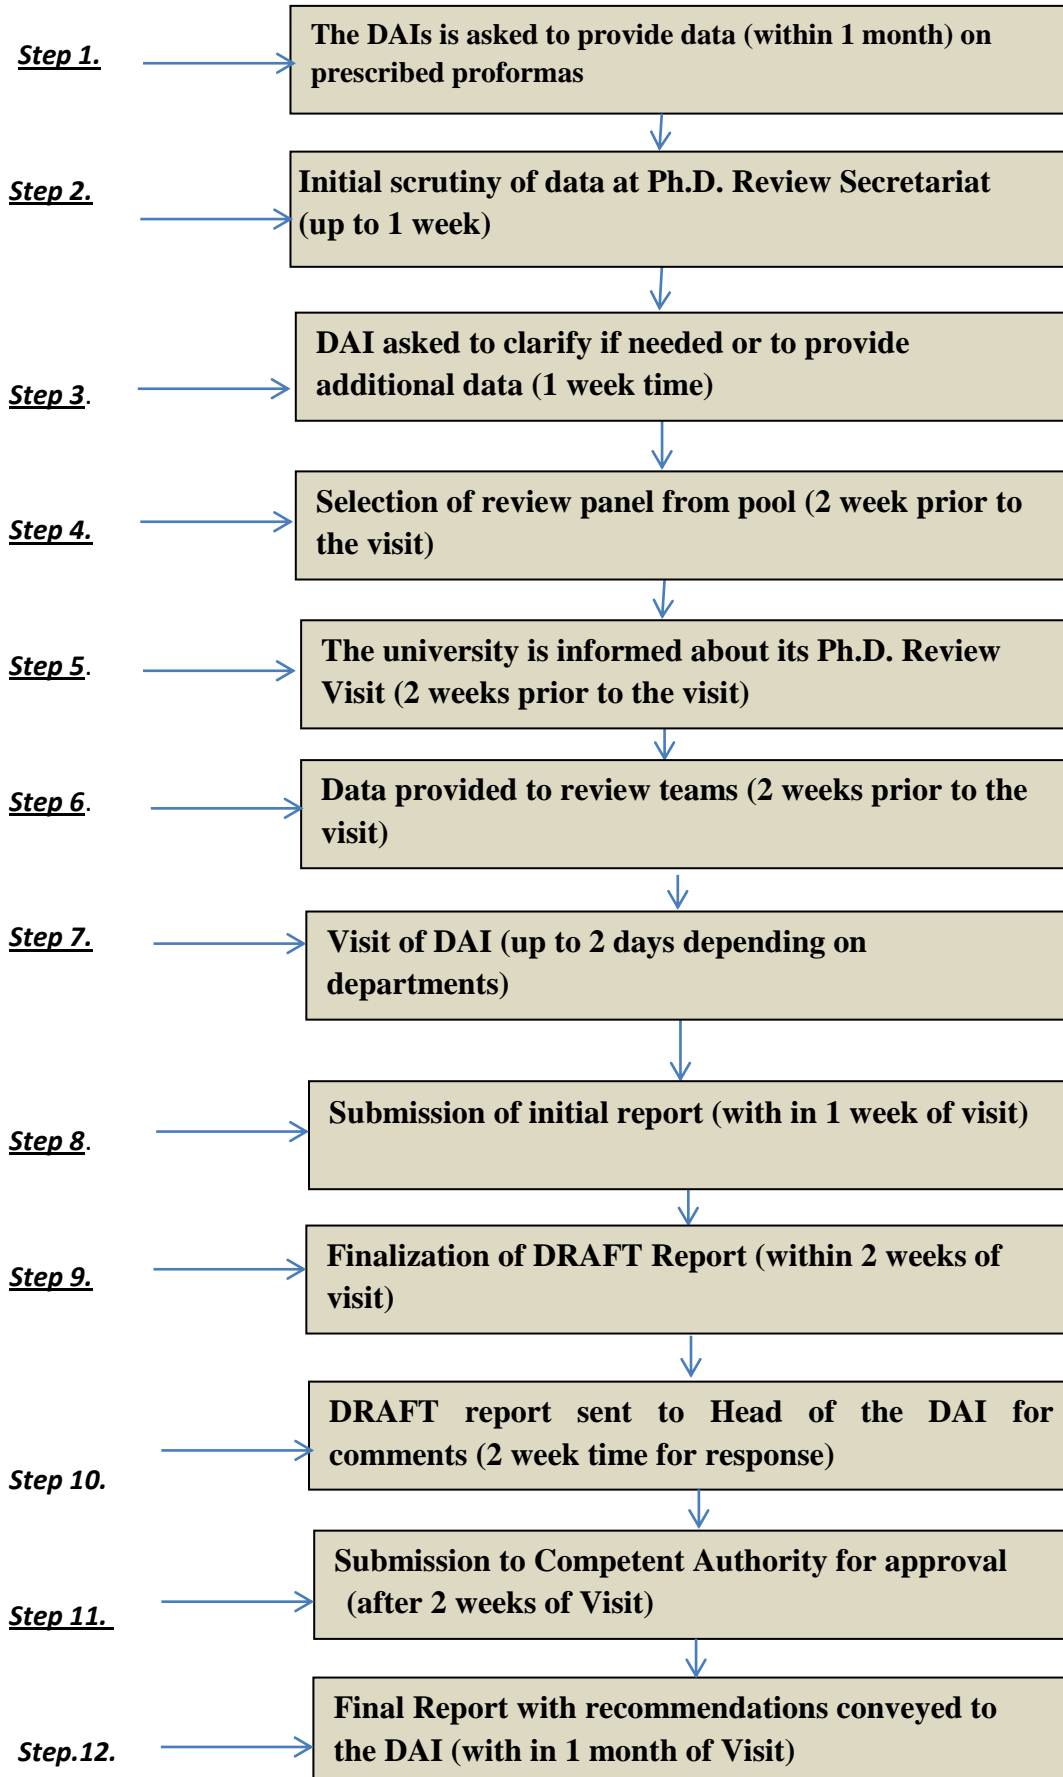 Step 1.
The DAIs is asked to provide data (within 1 month) on
prescribed proformas
Step 2.
Initial scrutiny of data at Ph.D. Review Secretariat
(up to 1 week)
Step 3.
DAI asked to clarify if needed or to provide
additional data (1 week time)
Step 4.
Selection of review panel from pool (2 week prior to
the visit)
Step 5.
The university is informed about its Ph.D. Review
Visit (2 weeks prior to the visit)
Step 6.
Data provided to review teams (2 weeks prior to the
visit)
Step 7.
Visit of DAI (up to 2 days depending on
departments)
Step 8.
Submission of initial report (with in 1 week of visit)
Step 9.
Finalization of DRAFT Report (within 2 weeks of
visit)
Step 10.
DRAFT report sent to Head of the DAI for
comments (2 week time for response)
Step 11.
Submission to Competent Authority for approval
(after 2 weeks of Visit)
Step.12.
Final Report with recommendations conveyed to
the DAI (with in 1 month of Visit)